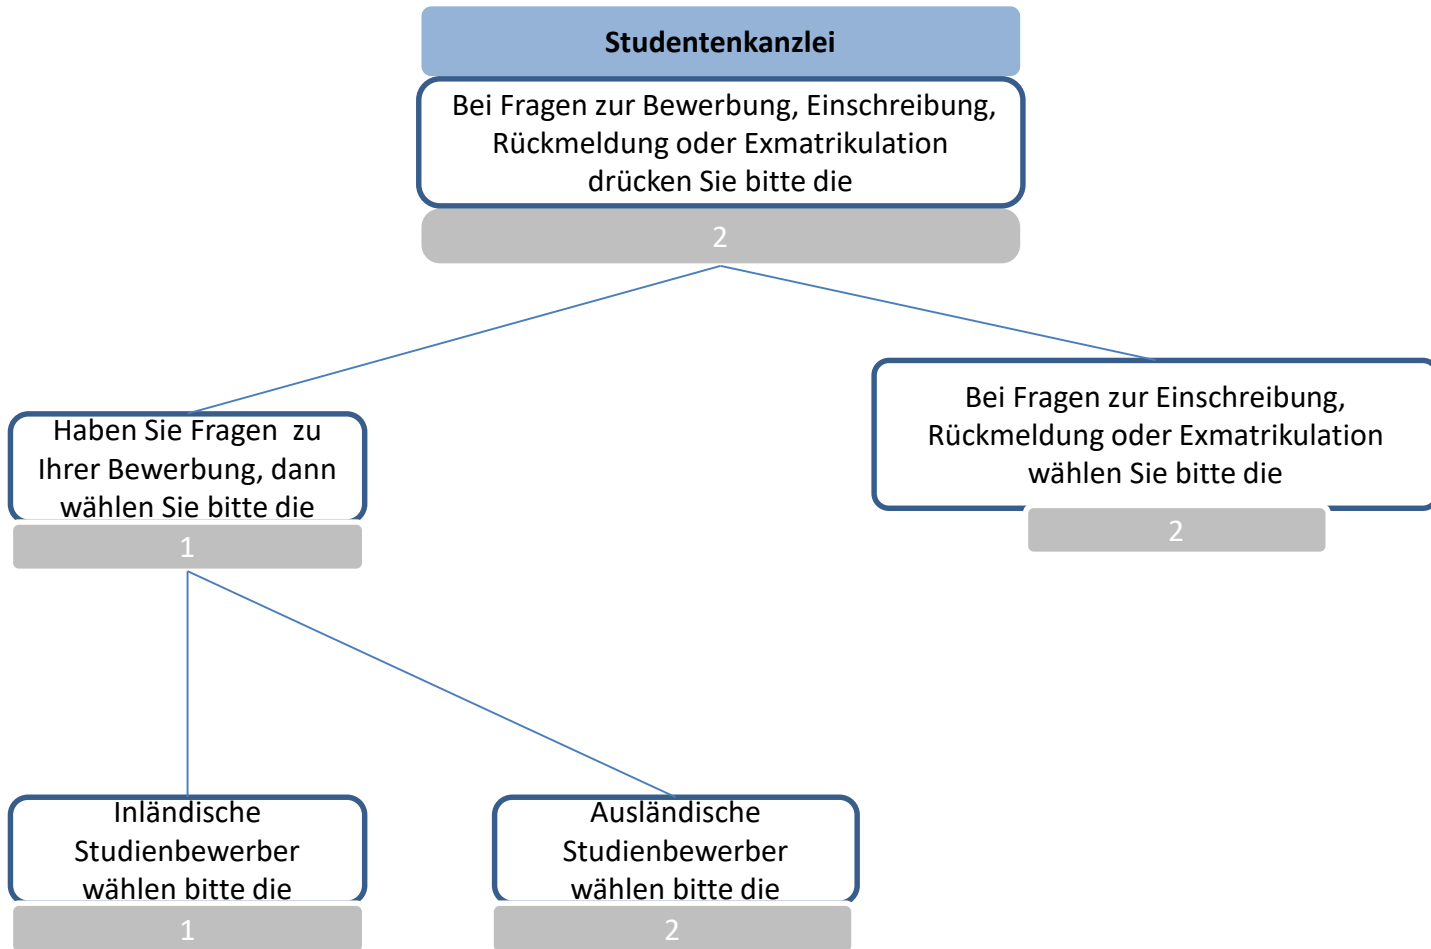 Studentenkanzlei
Bei Fragen zur Bewerbung, Einschreibung,
Rückmeldung oder Exmatrikulation
drücken Sie bitte die
2
Bei Fragen zur Einschreibung,
Rückmeldung oder Exmatrikulation
wählen Sie bitte die
2
Haben Sie Fragen  zu
Ihrer Bewerbung, dann
wählen Sie bitte die
1
Inländische
Studienbewerber
wählen bitte die
1
Ausländische
Studienbewerber
wählen bitte die
2